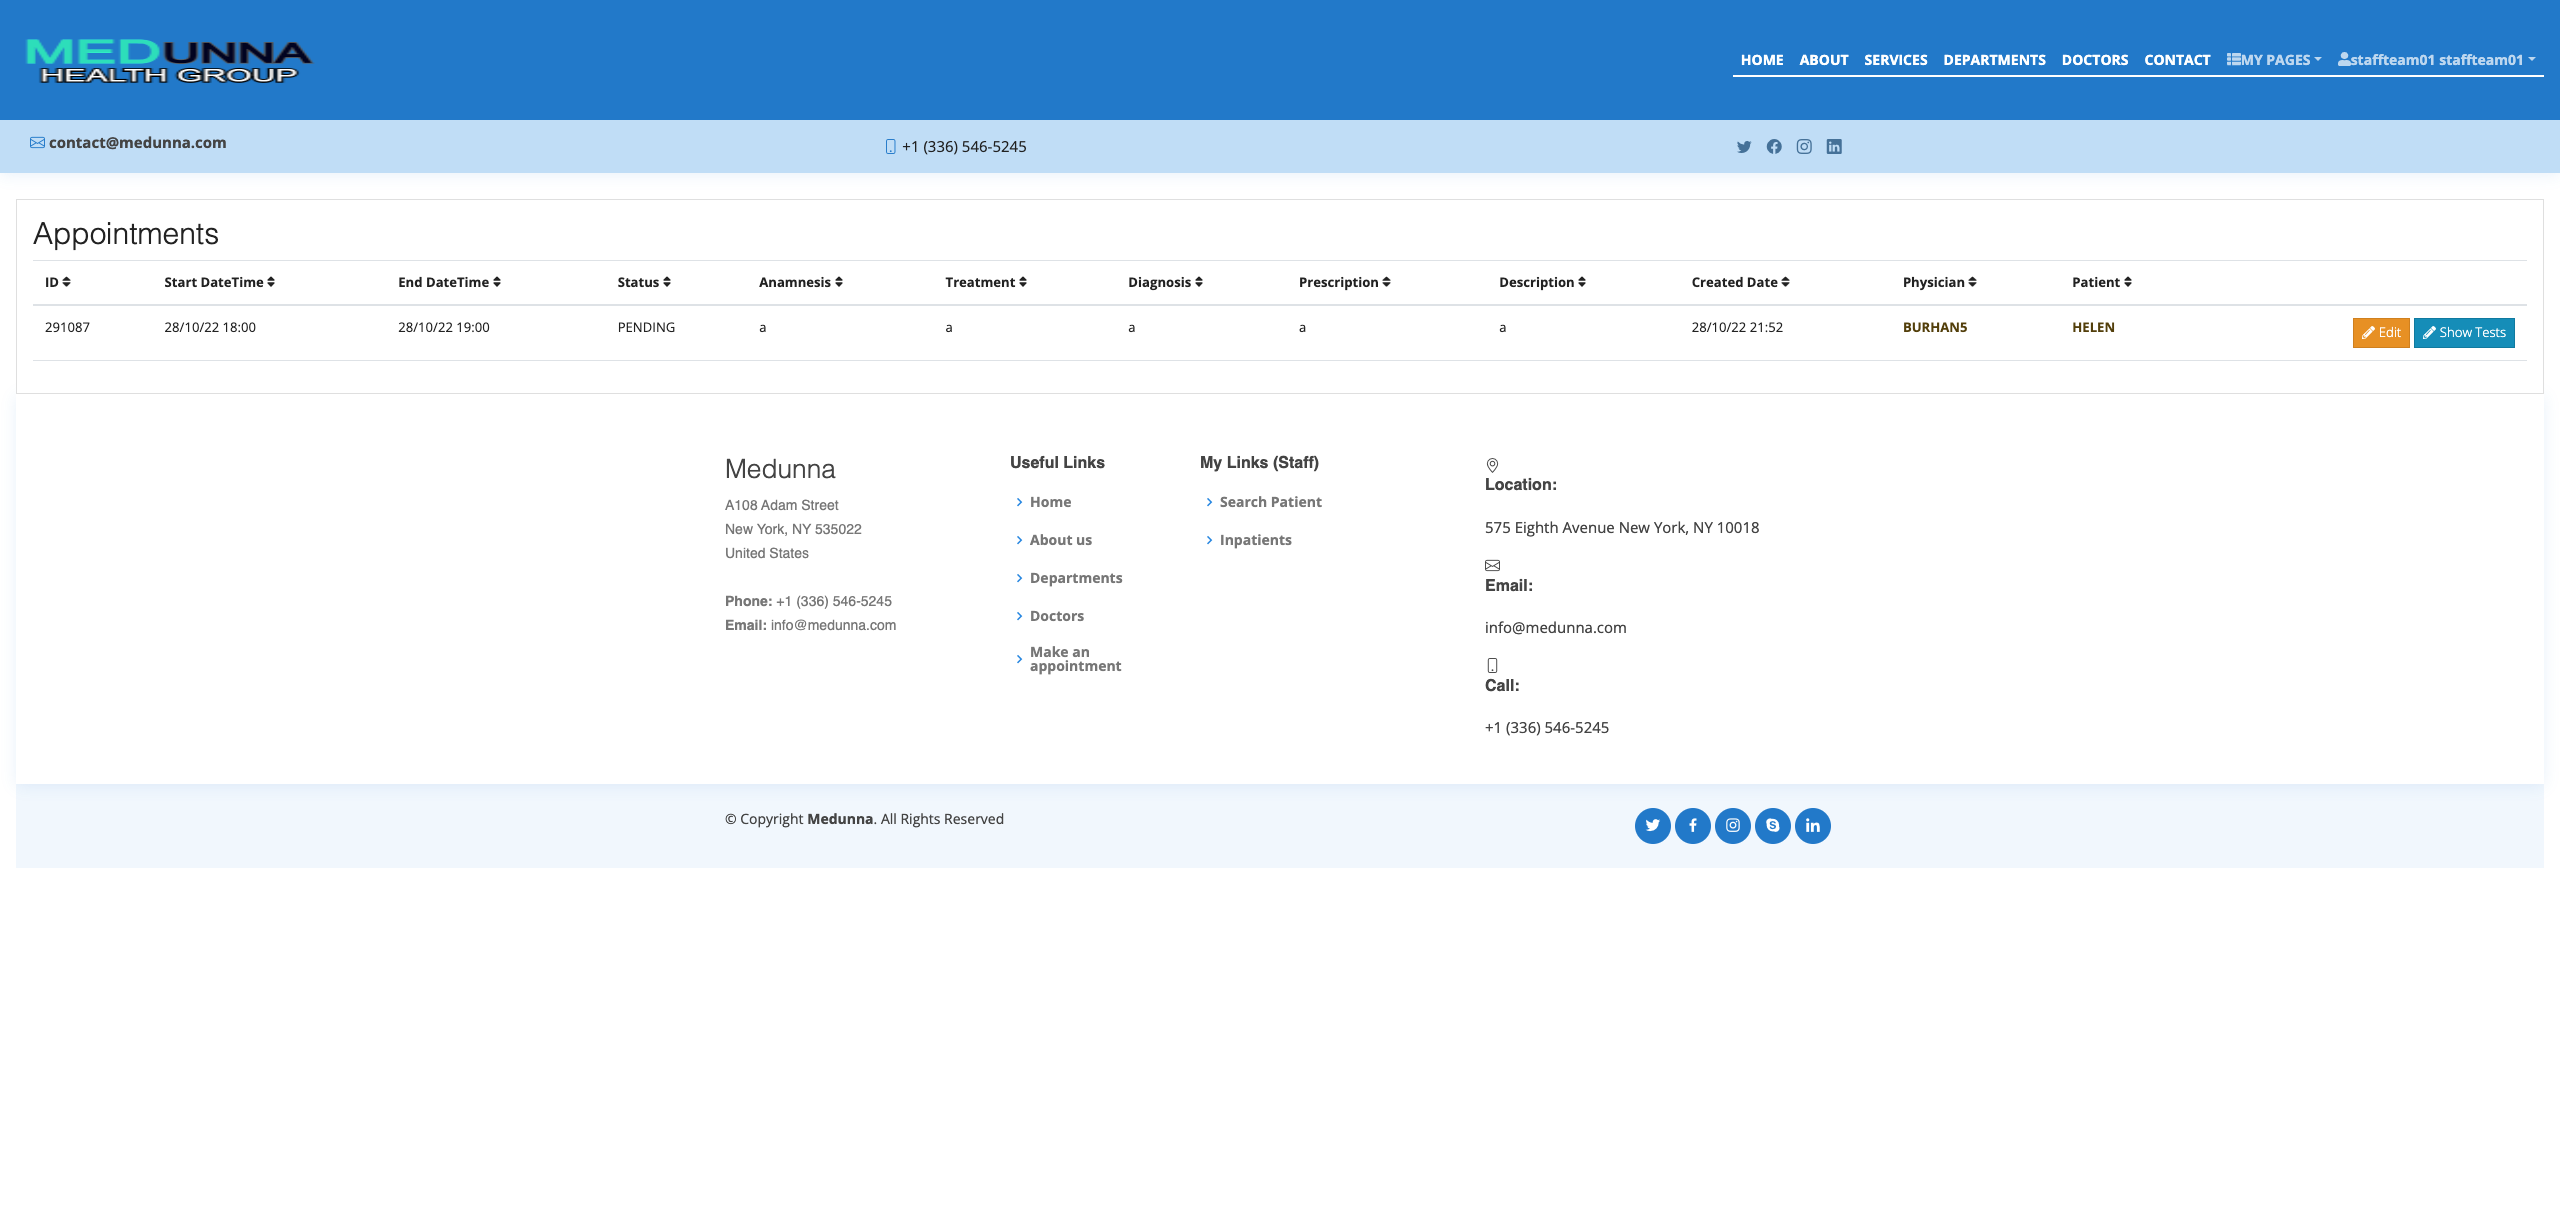 MEDUNNA
HEALTH GROUP
HOME ABOUT SERVICES DEPARTMENTS DOCTORS CONTACT MY PAGES staffteam01 staffteam01
contact@medunna.com +1 (336) 546-5245
Appointments
ID Start DateTime End DateTime Status Anamnesis Treatment Diagnosis Prescription Description Created Date Physician Patient
291087 28/10/22 18:00 28/10/22 19:00 PENDING a a a a a 28/10/22 21:52 BURHAN5 HELEN Edit Show Tests
Medunna
A108 Adam Street
New York, NY 535022
United States
Phone: +1 (336) 546-5245
Email: info@medunna.com
Useful Links
Home
About us
Departments
Doctors
Make an
appointment
My Links (Staff)
Search Patient
Inpatients
Location:
575 Eighth Avenue New York, NY 10018
Email:
info@medunna.com
Call:
+1 (336) 546-5245
© Copyright Medunna. All Rights Reserved